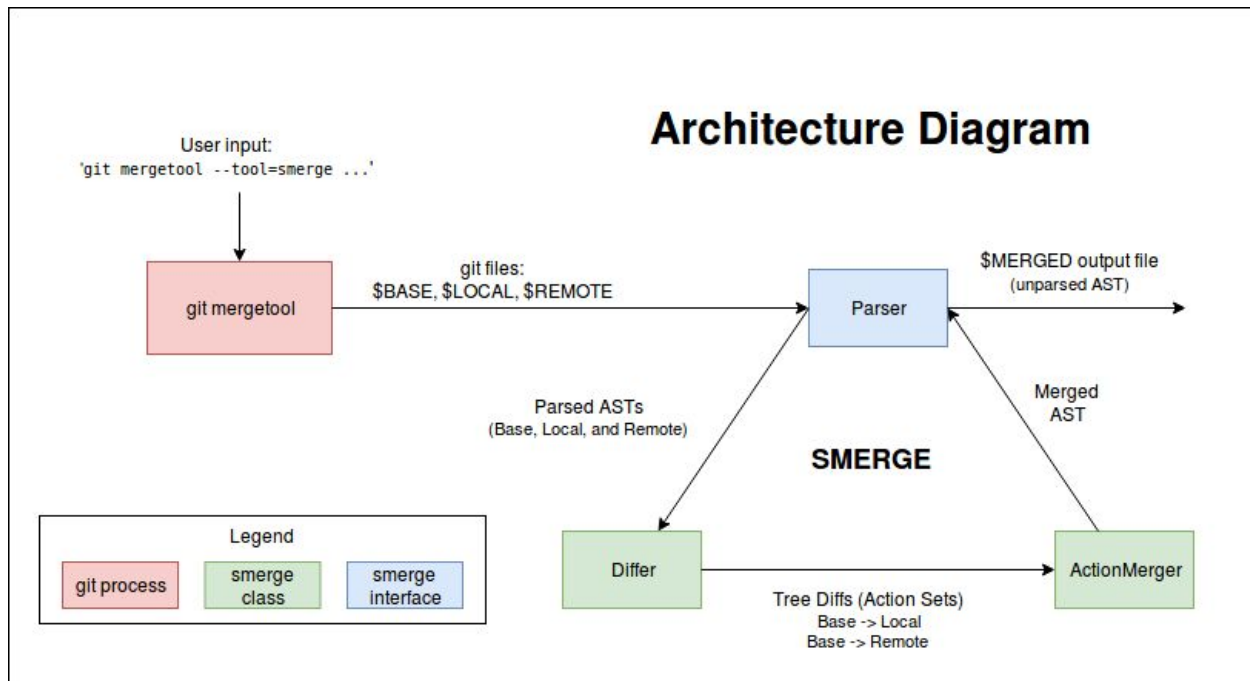 Architecture Diagram
User input:
'git mergetool --tool=smerge ...'
git mergetool
git files:
$BASE, $LOCAL, $REMOTE
Parser
$MERGED output file
(unparsed AST)
Parsed ASTs
(Base, Local, and Remote)
Merged
AST
SMERGE
Differ
ActionMerger
Tree Diffs (Action Sets)
Base -> Local
Base -> Remote
Legend
git process
smerge
class
smerge
interface